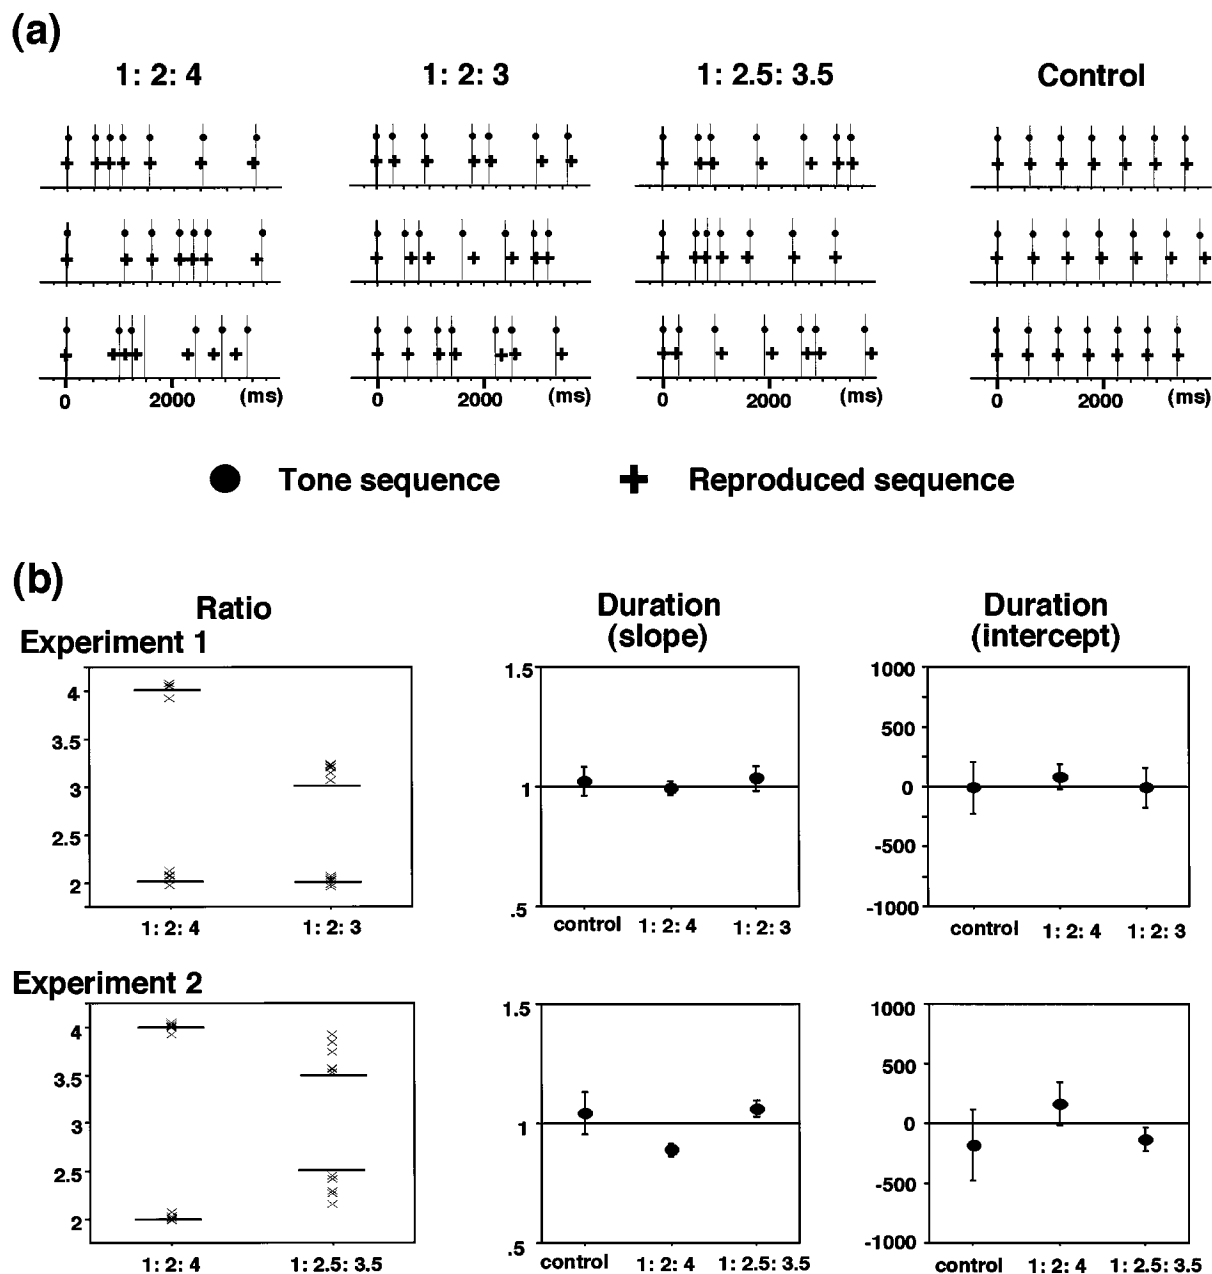 (a)
1: 2: 4 1: 2: 3 1: 2.5: 3.5 Control
0 2000 (ms) 0 2000 (ms) 0 2000 (ms) 0 2000 (ms)
Tone sequence Reproduced sequence
(b)
Ratio Duration (slope) Duration (intercept)
Experiment 1
4
3.5
3
2.5
2
1: 2: 4 1: 2: 3
1.5
1
.5
control 1: 2: 4 1: 2: 3
1000
500
0
-500
-1000
control 1: 2: 4 1: 2: 3
Experiment 2
4
3.5
3
2.5
2
1: 2: 4 1: 2.5: 3.5
1.5
1
.5
control 1: 2: 4 1: 2.5: 3.5
1000
500
0
-500
-1000
control 1: 2: 4 1: 2.5: 3.5